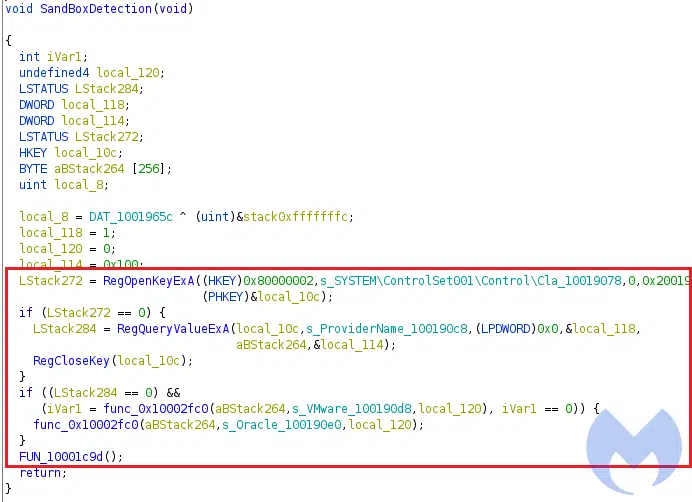 void SandBoxDetection(void)
{
int iVar1;
undefined4 local_120;
LSTATUS LStack284;
DWORD local_118;
DWORD local_114;
LSTATUS LStack272;
HKEY local_10c;
BYTE aBStack264 [256];
uint local_8;
local_8 = DAT_1001965c ^ (uint)&stack0xfffffffc;
local_118 = 1;
local_120 = 0;
local_114 = 0x100;
LStack272 = RegOpenKeyExA((HKEY)0x80000002,s_SYSTEM\ControlSet001\Control\Cla_10019078,0,0x20019
(PHKEY)&local_10c);
if (LStack272 == 0) {
LStack284 = RegQueryValueExA(local_10c,s_ProviderName_100190c8,(LPDWORD)0x0,&local_118,
aBStack264,&local_114);
RegCloseKey(local_10c);
}
if ((LStack284 == 0) &&
(iVar1 = func_0x10002fc0(aBStack264,s_VMware_100190d8,local_120), iVar1 == 0)) {
func_0x10002fc0(aBStack264,s_Oracle_100190e0,local_120);
}
FUN_10001c9d();
return;
}